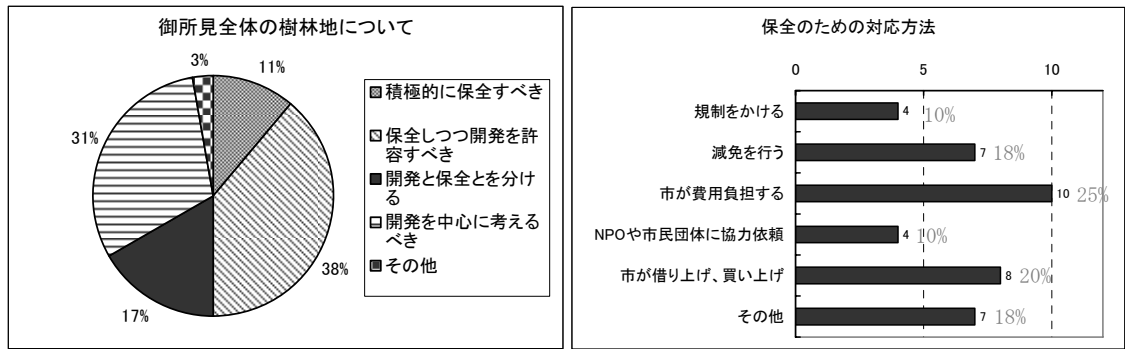 御所見全体の樹林地について
3%
11%
31%
38%
17%
積極的に保全すべき
保全しつつ開発を許
容すべき
開発と保全とを分け
る
開発を中心に考える
べき
その他
保全のための対応方法
0 5 10
規制をかける 4 10%
減免を行う 7 18%
市が費用負担する 10 25%
NPOや市民団体に協力依頼 4 10%
市が借り上げ、買い上げ 8 20%
その他 7 18%